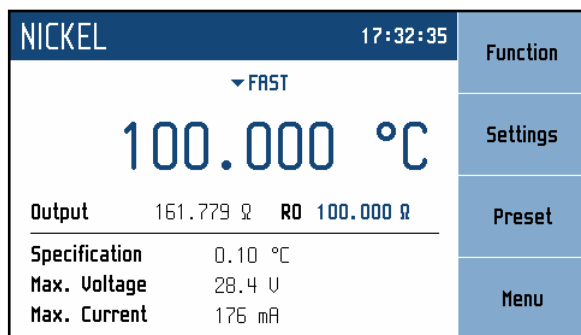 NICKEL 17:32:35
▾FAST
100.000 °C
Output 161.779 Ω R0 100.000 Ω
Specification 0.10 °C
Max. Voltage 28.4 V
Max. Current 176 mA
Function
Settings
Preset
Menu